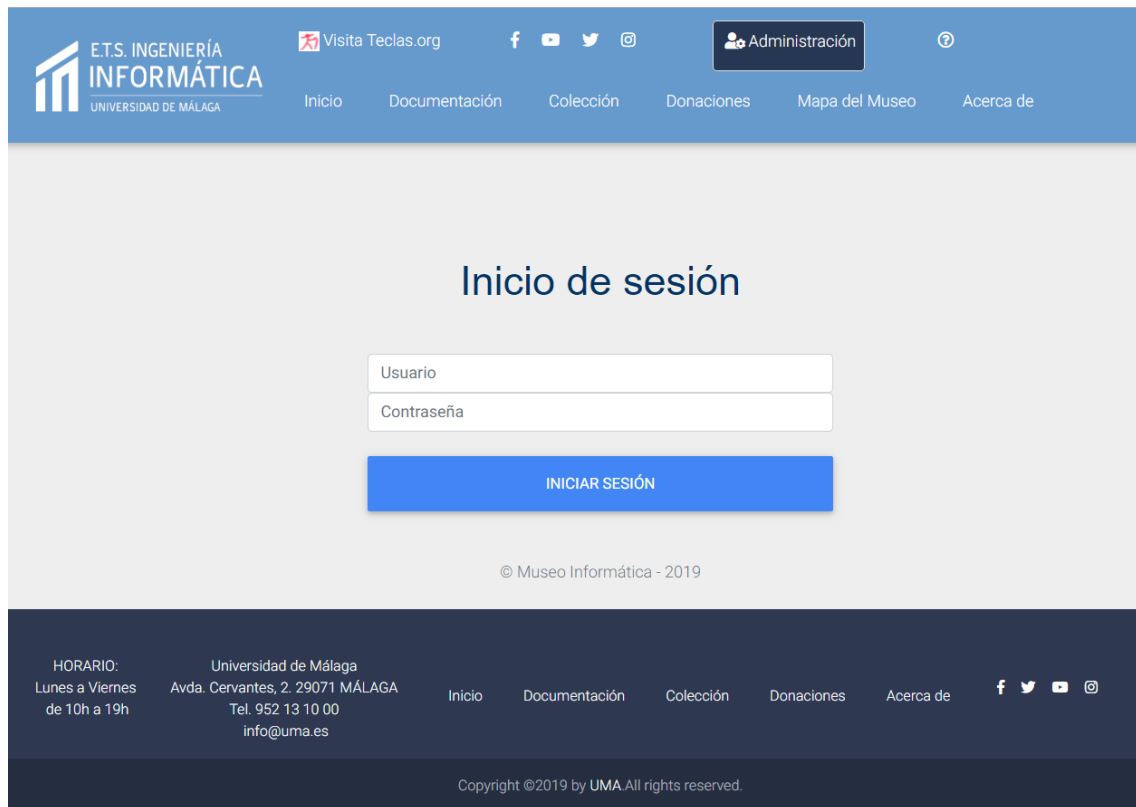 E.T.S. INGENIERÍA
INFORMÁTICA
UNIVERSIDAD DE MÁLAGA
Visita Teclas.org
Administración
Inicio Documentación Colección Donaciones Mapa del Museo Acerca de
Inicio de sesión
Usuario
Contraseña
INICIAR SESIÓN
© Museo Informática - 2019
HORARIO:
Lunes a Viernes
de 10h a 19h
Universidad de Málaga
Avda. Cervantes, 2. 29071 MÁLAGA
Tel. 952 13 10 00
info@uma.es
Inicio Documentación Colección Donaciones Acerca de
Copyright ©2019 by UMA.All rights reserved.